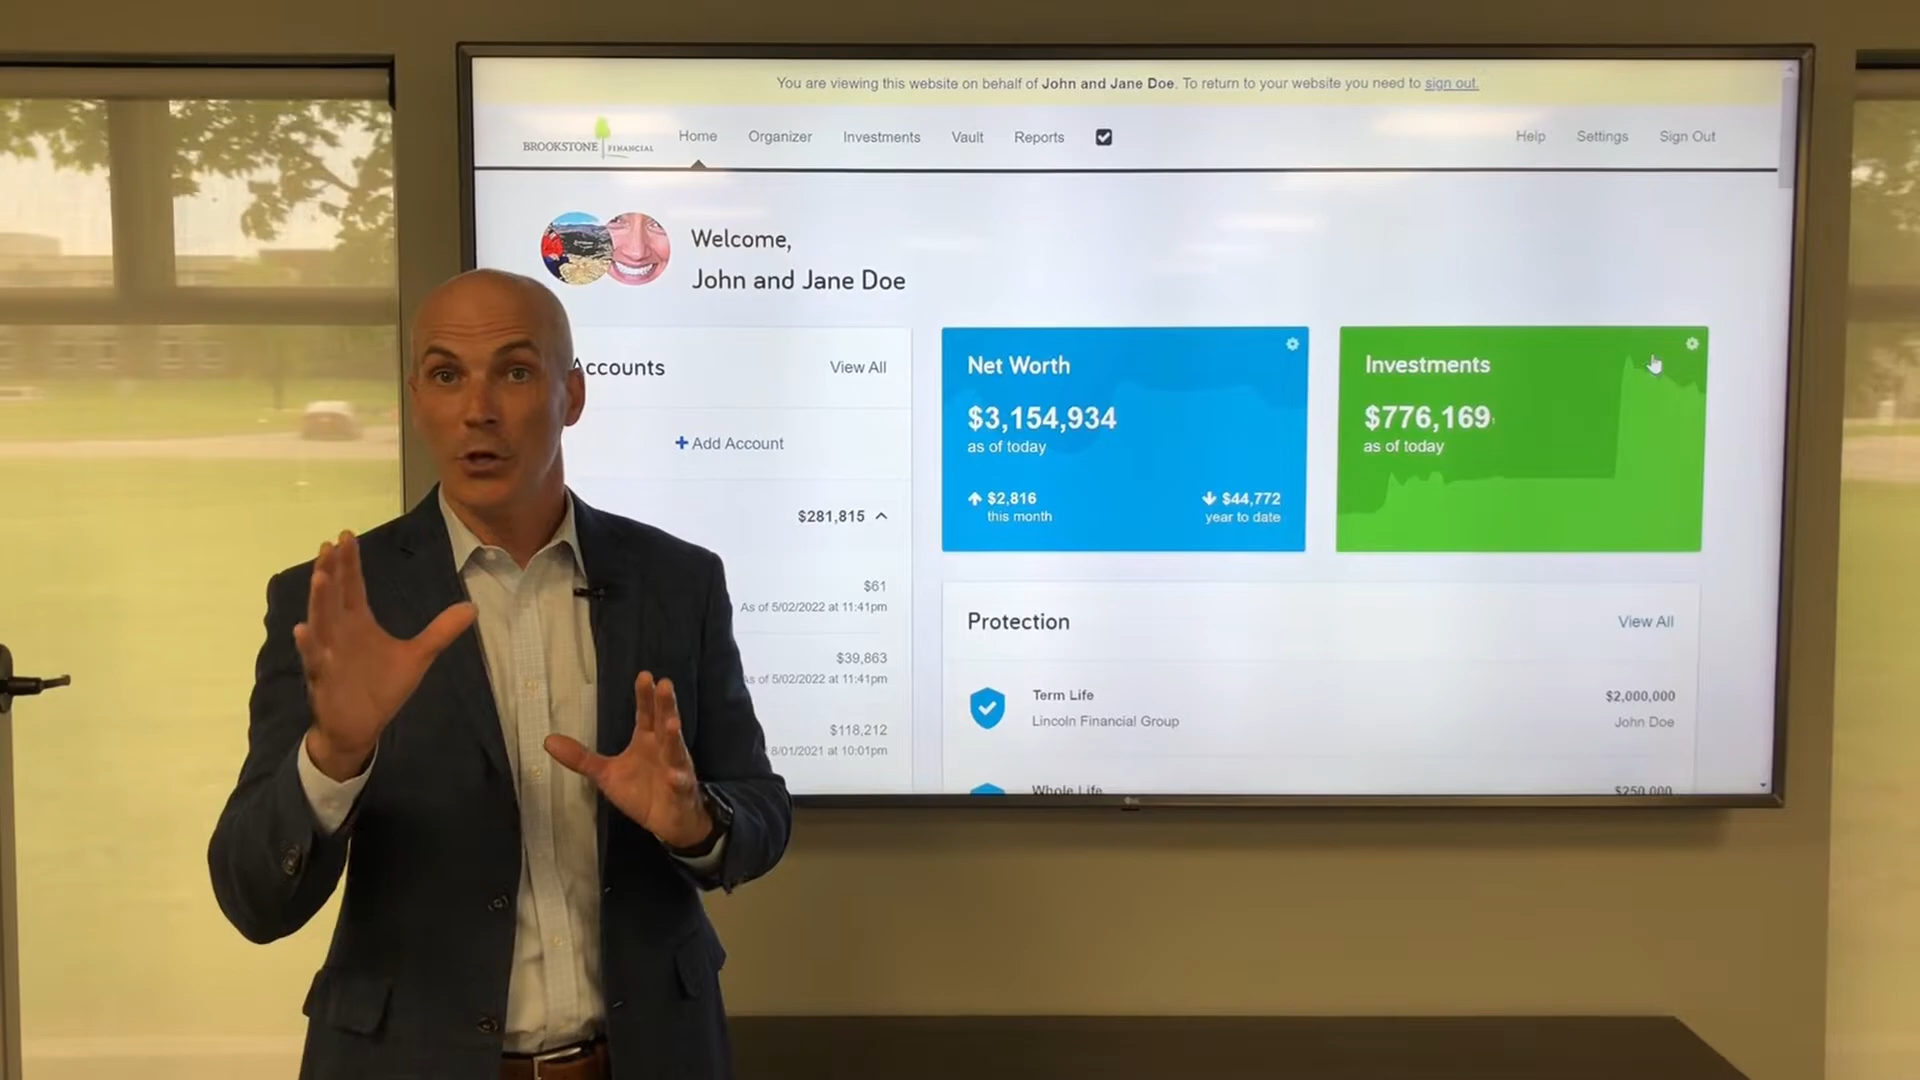 You are viewing this website on behalf of John and Jane Doe. To return to your website you need to sign out.
BROOKSTONE FINANCIAL
Home Organizer Investments Vault Reports Help Settings Sign Out
Welcome,
John and Jane Doe
Accounts View All
+ Add Account
$281,815
$61
As of 5/02/2022 at 11:41pm
$39,863
As of 5/02/2022 at 11:41pm
$118,212
8/01/2021 at 10:01pm
Net Worth
$3,154,934
as of today
$2,816
this month
$44,772
year to date
Investments
$776,169
as of today
Protection View All
Term Life $2,000,000
Lincoln Financial Group John Doe
Whole Life $250,000